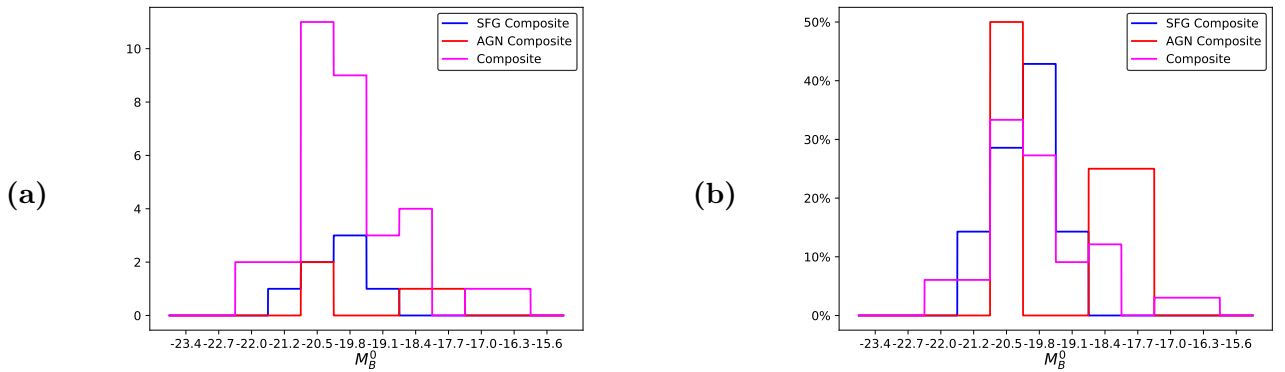 (a)
10
8
6
4
2
0
SFG Composite
AGN Composite
Composite
-23.4 -22.7 -22.0 -21.2 -20.5 -19.8 -19.1 -18.4 -17.7 -17.0 -16.3 -15.6
M_B^0
(b)
50%
40%
30%
20%
10%
0%
SFG Composite
AGN Composite
Composite
-23.4 -22.7 -22.0 -21.2 -20.5 -19.8 -19.1 -18.4 -17.7 -17.0 -16.3 -15.6
M_B^0